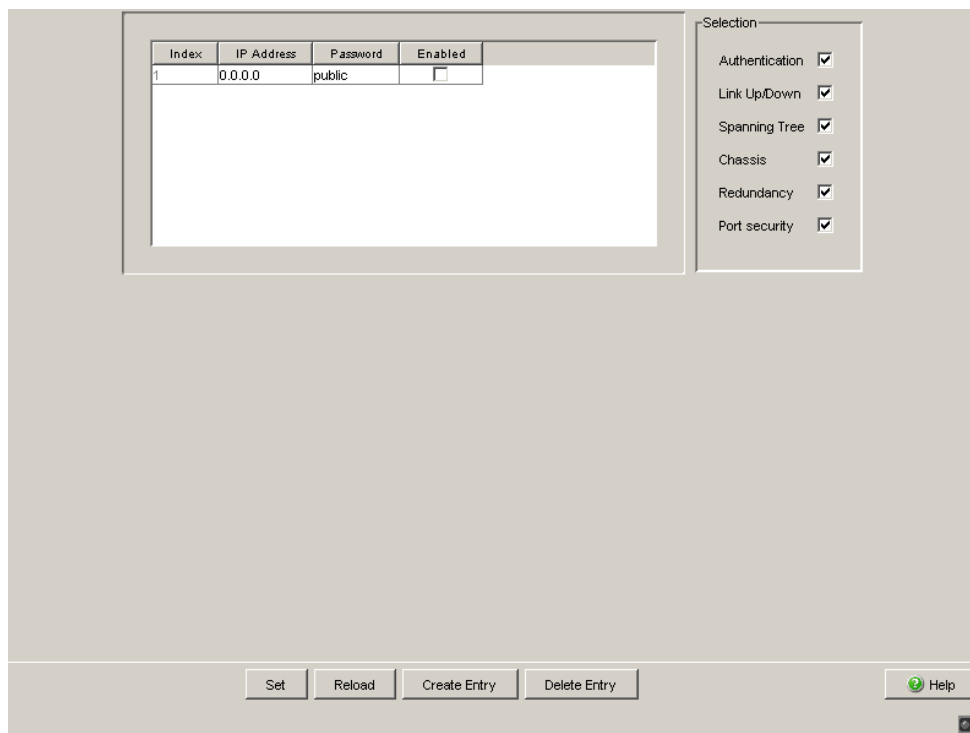 Index IP Address Password Enabled
1 0.0.0.0 public
Selection
Authentication
Link Up/Down
Spanning Tree
Chassis
Redundancy
Port security
Set Reload Create Entry Delete Entry Help